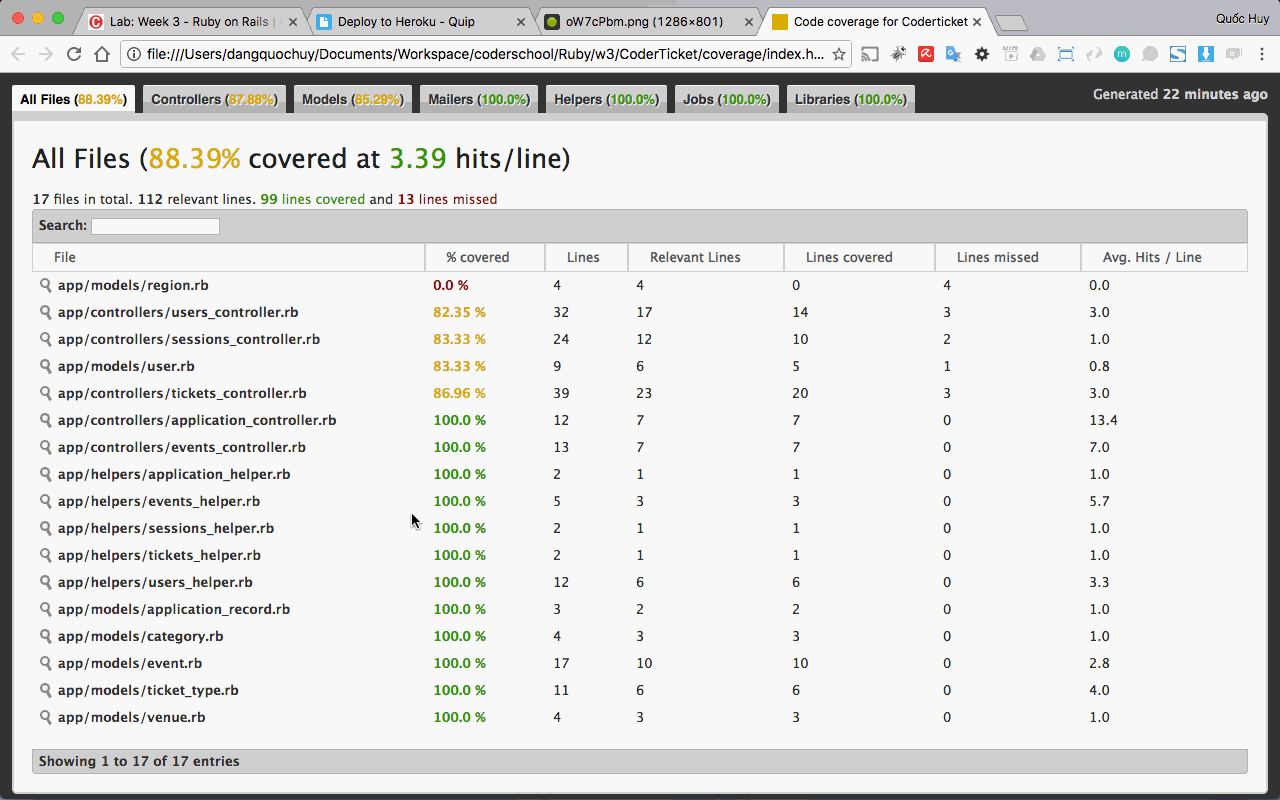 Lab: Week 3 - Ruby on Rails | C
Deploy to Heroku - Quip
oW7cPbm.png (1286×801)
Code coverage for Coderticket
Quốc Huy
file:///Users/dangquochuy/Documents/Workspace/coderschool/Ruby/w3/CoderTicket/coverage/index.h...
All Files (88.39%)
Controllers (87.88%)
Models (85.29%)
Mailers (100.0%)
Helpers (100.0%)
Jobs (100.0%)
Libraries (100.0%)
Generated 22 minutes ago
All Files (88.39% covered at 3.39 hits/line)
17 files in total. 112 relevant lines. 99 lines covered and 13 lines missed
Search:
File % covered Lines Relevant Lines Lines covered Lines missed Avg. Hits / Line
app/models/region.rb 0.0 % 4 4 0 4 0.0
app/controllers/users_controller.rb 82.35 % 32 17 14 3 3.0
app/controllers/sessions_controller.rb 83.33 % 24 12 10 2 1.0
app/models/user.rb 83.33 % 9 6 5 1 0.8
app/controllers/tickets_controller.rb 86.96 % 39 23 20 3 3.0
app/controllers/application_controller.rb 100.0 % 12 7 7 0 13.4
app/controllers/events_controller.rb 100.0 % 13 7 7 0 7.0
app/helpers/application_helper.rb 100.0 % 2 1 1 0 1.0
app/helpers/events_helper.rb 100.0 % 5 3 3 0 5.7
app/helpers/sessions_helper.rb 100.0 % 2 1 1 0 1.0
app/helpers/tickets_helper.rb 100.0 % 2 1 1 0 1.0
app/helpers/users_helper.rb 100.0 % 12 6 6 0 3.3
app/models/application_record.rb 100.0 % 3 2 2 0 1.0
app/models/category.rb 100.0 % 4 3 3 0 1.0
app/models/event.rb 100.0 % 17 10 10 0 2.8
app/models/ticket_type.rb 100.0 % 11 6 6 0 4.0
app/models/venue.rb 100.0 % 4 3 3 0 1.0
Showing 1 to 17 of 17 entries